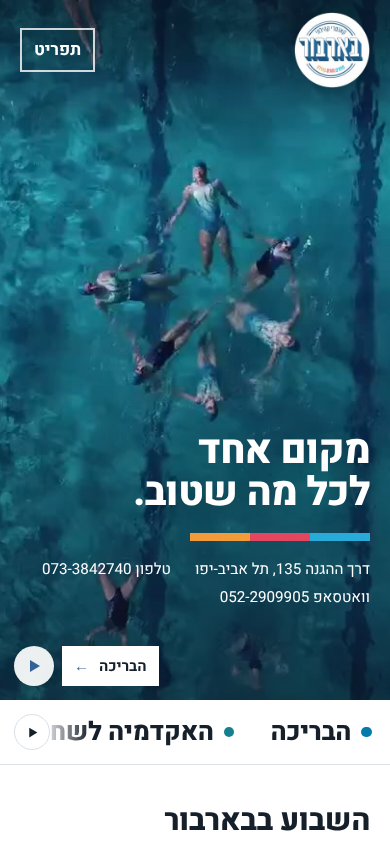 תפריט
בארבור
מקום אחד
לכל מה שטוב.
דרך ההגנה 135, תל אביב-יפו
טלפון 073-3842740
וואטסאפ 052-2909905
הבריכה ←
הבריכה
האקדמיה לשח
השבוע בבארבור